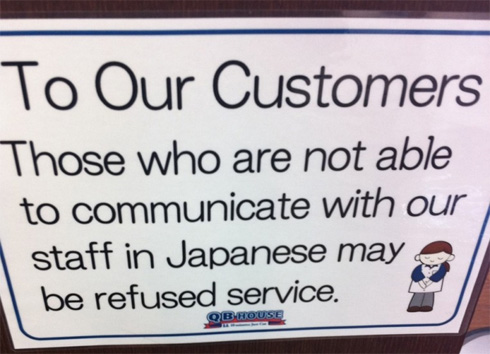 To Our Customers
Those who are not able
to communicate with our
staff in Japanese may
be refused service.
QB HOUSE